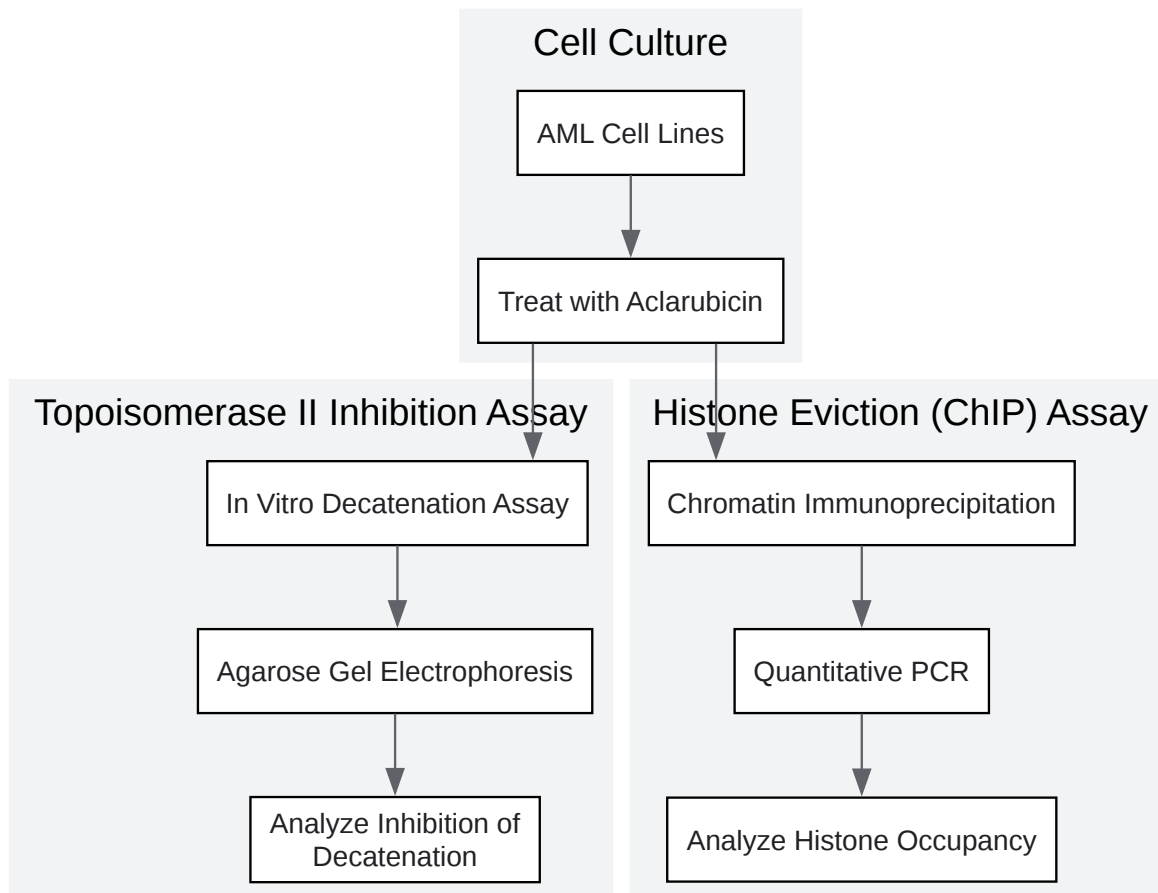 Cell Culture
AML Cell Lines
Treat with Aclarubicin
Topoisomerase II Inhibition Assay
In Vitro Decatenation Assay
Agarose Gel Electrophoresis
Analyze Inhibition of
Decatenation
Histone Eviction (ChIP) Assay
Chromatin Immunoprecipitation
Quantitative PCR
Analyze Histone Occupancy